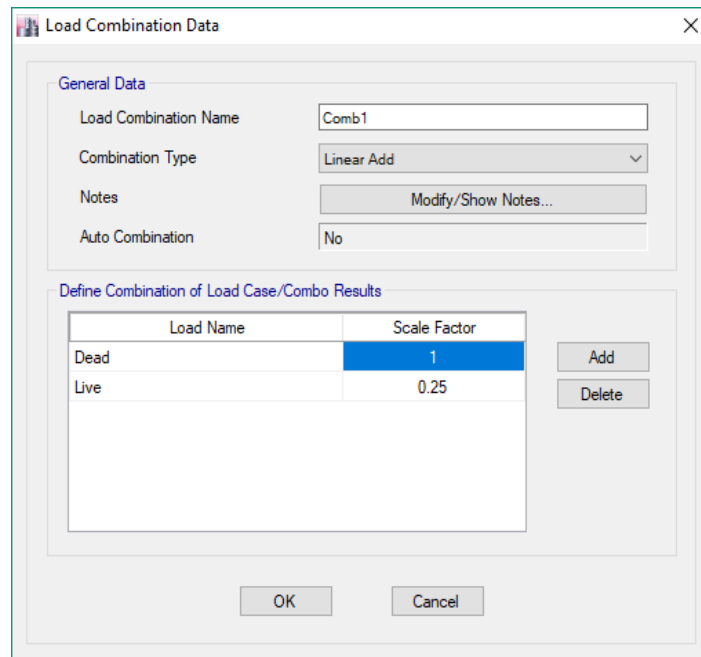 Load Combination Data
General Data
Load Combination Name Comb1
Combination Type Linear Add
Notes Modify/Show Notes...
Auto Combination No
Define Combination of Load Case/Combo Results
Load Name Scale Factor
Dead 1 Add
Live 0.25 Delete
OK Cancel